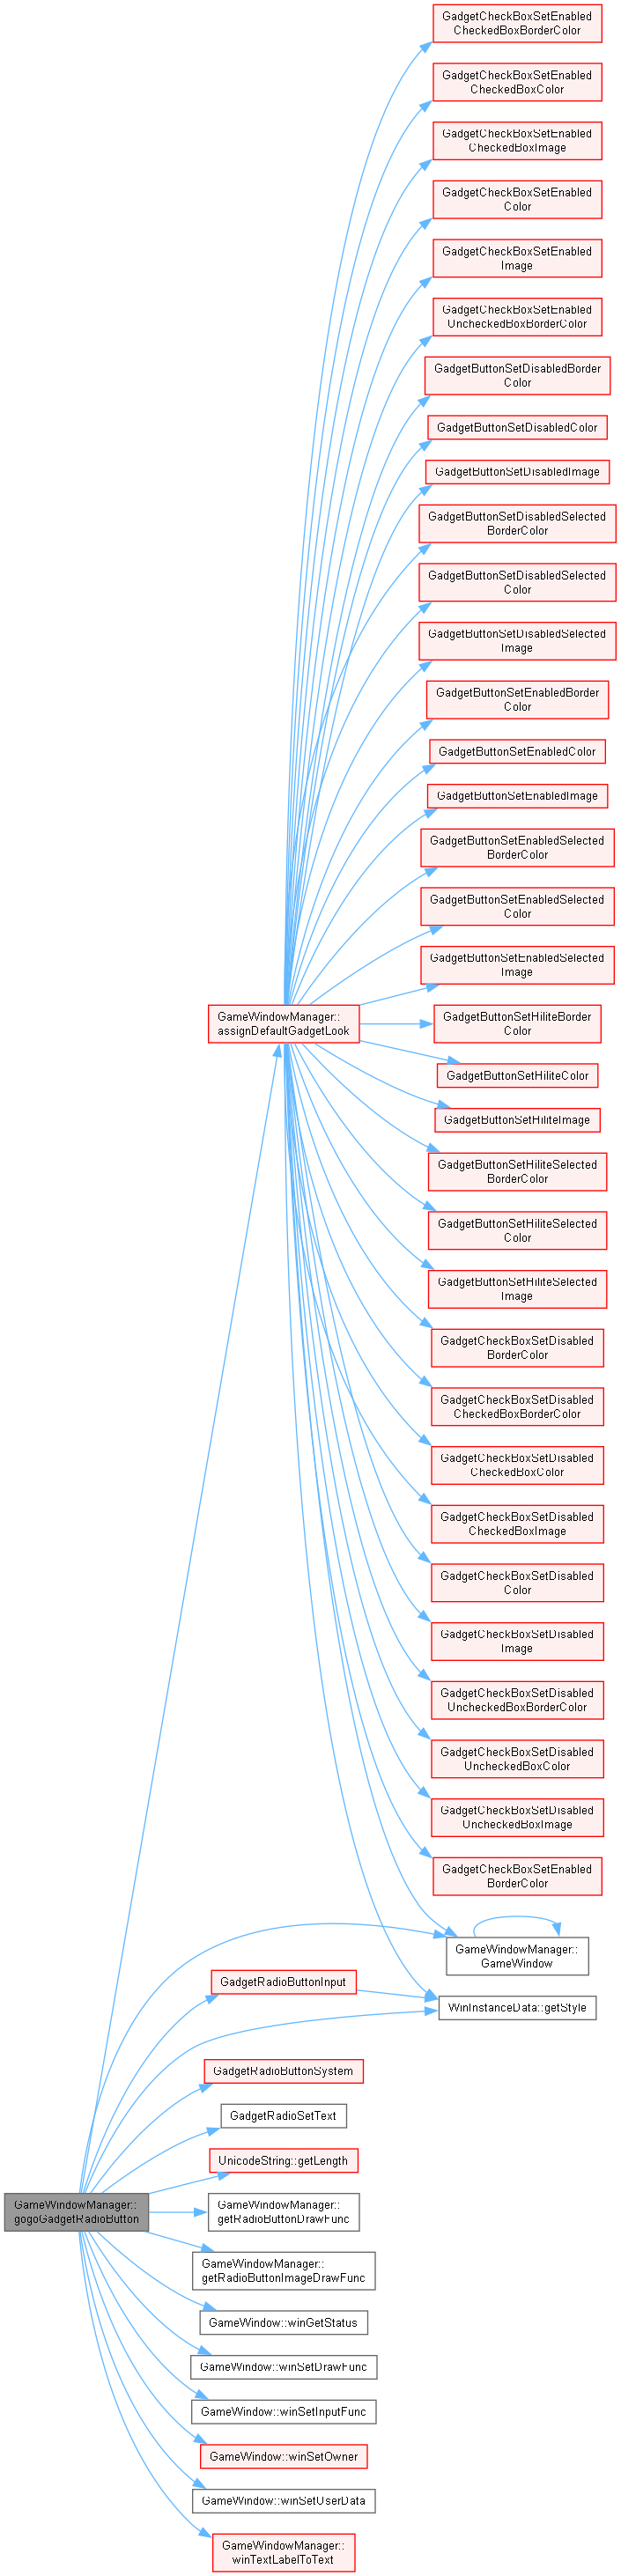 GadgetCheckBoxSetEnabled
CheckedBoxBorderColor
GadgetCheckBoxSetEnabled
CheckedBoxColor
GadgetCheckBoxSetEnabled
CheckedBoxImage
GadgetCheckBoxSetEnabled
Color
GadgetCheckBoxSetEnabled
Image
GadgetCheckBoxSetEnabled
UncheckedBoxBorderColor
GadgetButtonSetDisabledBorder
Color
GadgetButtonSetDisabledColor
GadgetButtonSetDisabledImage
GadgetButtonSetDisabledSelected
BorderColor
GadgetButtonSetDisabledSelected
Color
GadgetButtonSetDisabledSelected
Image
GadgetButtonSetEnabledBorder
Color
GadgetButtonSetEnabledColor
GadgetButtonSetEnabledImage
GadgetButtonSetEnabledSelected
BorderColor
GadgetButtonSetEnabledSelected
Color
GadgetButtonSetEnabledSelected
Image
GameWindowManager::
assignDefaultGadgetLook
GadgetButtonSetHiliteBorder
Color
GadgetButtonSetHiliteColor
GadgetButtonSetHiliteImage
GadgetButtonSetHiliteSelected
BorderColor
GadgetButtonSetHiliteSelected
Color
GadgetButtonSetHiliteSelected
Image
GadgetCheckBoxSetDisabled
BorderColor
GadgetCheckBoxSetDisabled
CheckedBoxBorderColor
GadgetCheckBoxSetDisabled
CheckedBoxColor
GadgetCheckBoxSetDisabled
CheckedBoxImage
GadgetCheckBoxSetDisabled
Color
GadgetCheckBoxSetDisabled
Image
GadgetCheckBoxSetDisabled
UncheckedBoxBorderColor
GadgetCheckBoxSetDisabled
UncheckedBoxColor
GadgetCheckBoxSetDisabled
UncheckedBoxImage
GadgetCheckBoxSetEnabled
BorderColor
GameWindowManager::
GameWindow
GadgetRadioButtonInput
WinInstanceData::getStyle
GadgetRadioButtonSystem
GadgetRadioSetText
UnicodeString::getLength
GameWindowManager::
gogoGadgetRadioButton
GameWindowManager::
getRadioButtonDrawFunc
GameWindowManager::
getRadioButtonImageDrawFunc
GameWindow::winGetStatus
GameWindow::winSetDrawFunc
GameWindow::winSetInputFunc
GameWindow::winSetOwner
GameWindow::winSetUserData
GameWindowManager::
winTextLabelToText